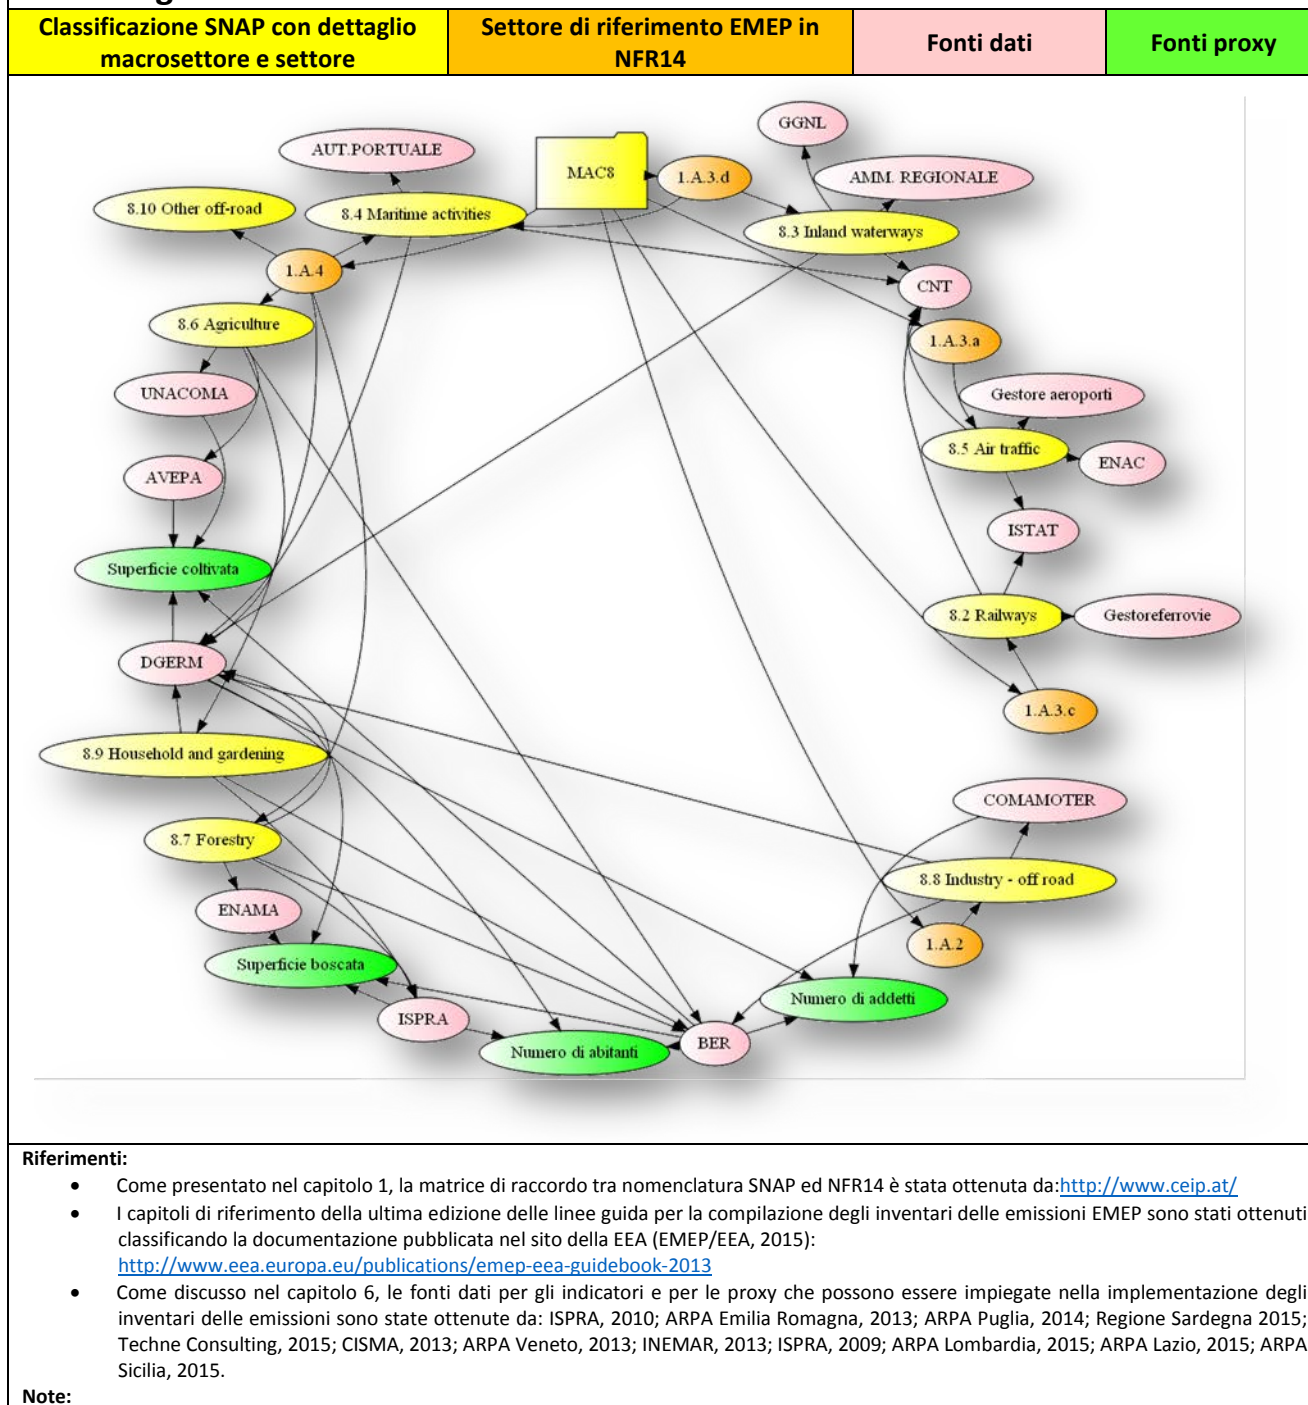 Classificazione SNAP con dettaglio
macrosettore e settore
Settore di riferimento EMEP in
NFR14
Fonti dati
Fonti proxy
GGNL
AUT.PORTUALE
MAC8
1.A.3.d
AMM. REGIONALE
8.10 Other off-road
8.4 Maritime activities
8.3 Inland waterways
1.A.4
CNT
8.6 Agriculture
1.A.3.a
UNACOMA
Gestore aeroporti
8.5 Air traffic
ENAC
AVEPA
ISTAT
Superficie coltivata
8.2 Railways
Gestoreferrovie
DGERM
1.A.3.c
8.9 Household and gardening
COMAMOTER
8.7 Forestry
8.8 Industry - off road
ENAMA
1.A.2
Superficie boscata
Numero di addetti
ISPRA
BER
Numero di abitanti
Riferimenti:
• Come presentato nel capitolo 1, la matrice di raccordo tra nomenclatura SNAP ed NFR14 è stata ottenuta da:http://www.ceip.at/
• I capitoli di riferimento della ultima edizione delle linee guida per la compilazione degli inventari delle emissioni EMEP sono stati ottenuti
classificando la documentazione pubblicata nel sito della EEA (EMEP/EEA, 2015):
http://www.eea.europa.eu/publications/emep-eea-guidebook-2013
• Come discusso nel capitolo 6, le fonti dati per gli indicatori e per le proxy che possono essere impiegate nella implementazione degli
inventari delle emissioni sono state ottenute da: ISPRA, 2010; ARPA Emilia Romagna, 2013; ARPA Puglia, 2014; Regione Sardegna 2015;
Techne Consulting, 2015; CISMA, 2013; ARPA Veneto, 2013; INEMAR, 2013; ISPRA, 2009; ARPA Lombardia, 2015; ARPA Lazio, 2015; ARPA
Sicilia, 2015.
Note: